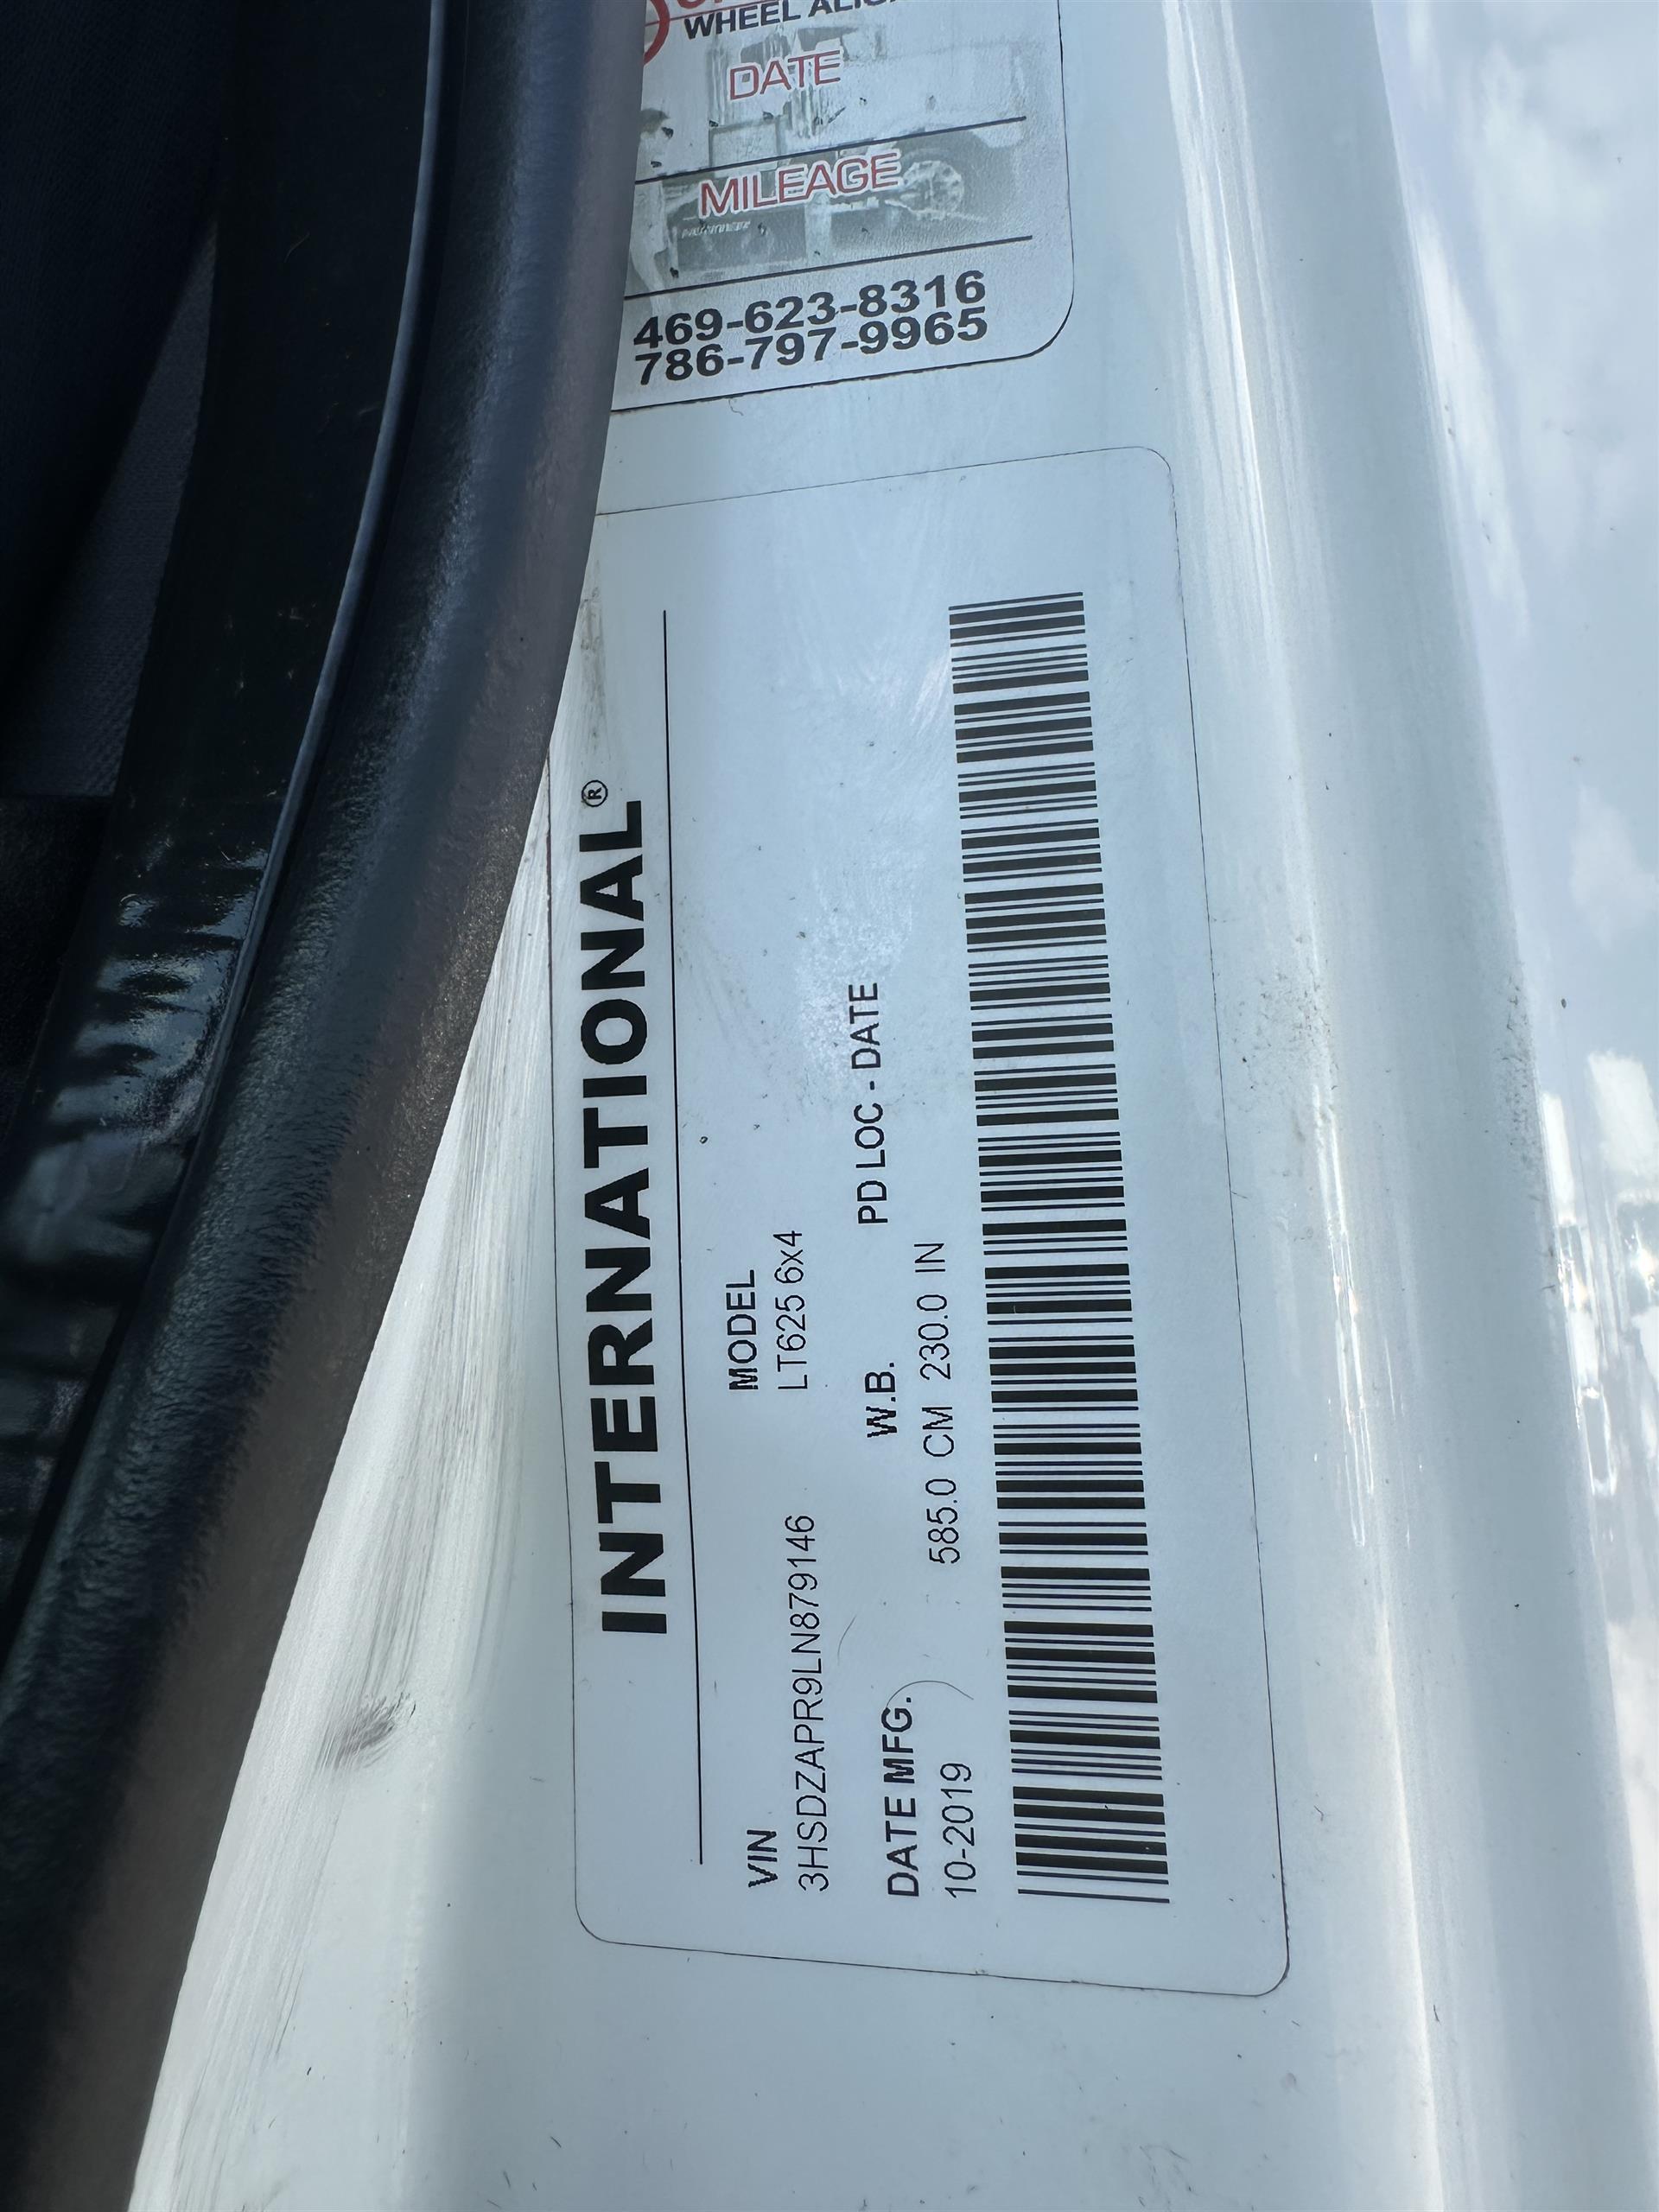 WHEEL
DATE
MILEAGE
469-623-8316
786-797-9965
INTERNATIONAL®
VIN MODEL
3HSDZAPR9LN879146 LT625 6x4
DATE MFG. W.B. PD LOC - DATE
10-2019 585.0 CM 230.0 IN